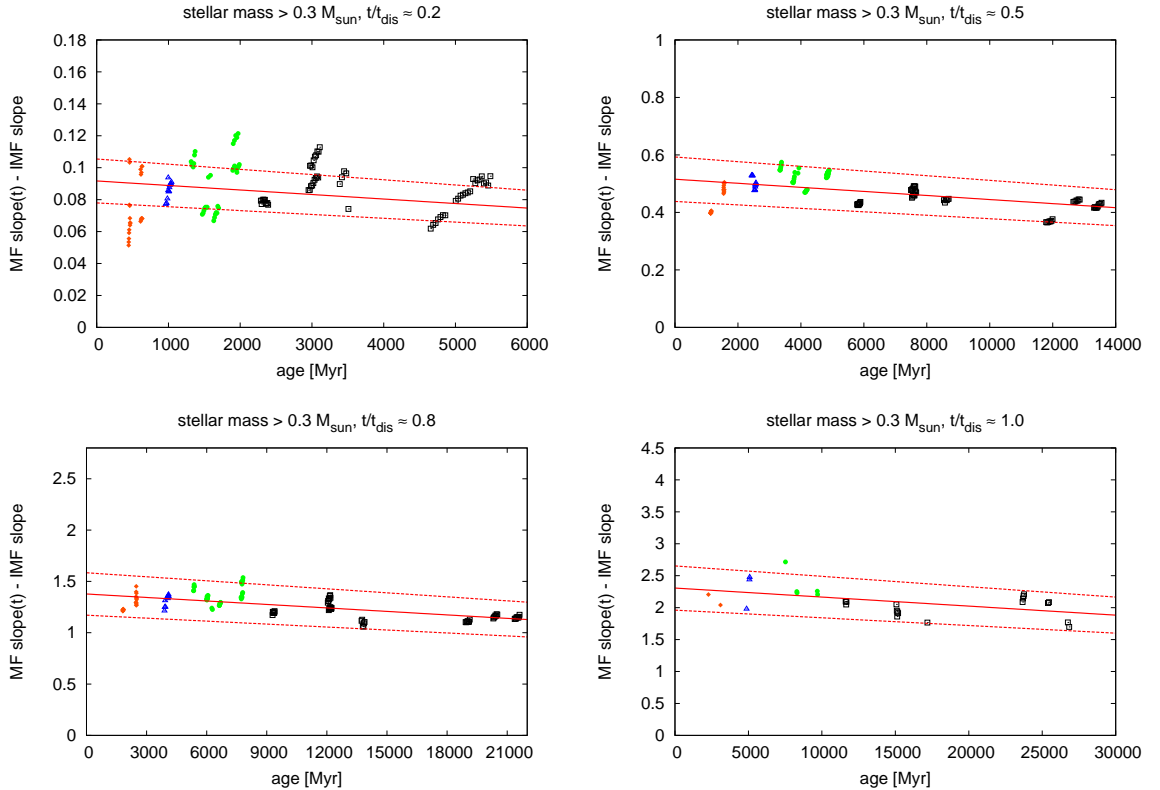 stellar mass > 0.3 M_sun, t/t_dis ≈ 0.2
MF slope(t) - IMF slope
0.18
0.16
0.14
0.12
0.1
0.08
0.06
0.04
0.02
0
0 1000 2000 3000 4000 5000 6000
age [Myr]
stellar mass > 0.3 M_sun, t/t_dis ≈ 0.5
MF slope(t) - IMF slope
1
0.8
0.6
0.4
0.2
0
0 2000 4000 6000 8000 10000 12000 14000
age [Myr]
stellar mass > 0.3 M_sun, t/t_dis ≈ 0.8
MF slope(t) - IMF slope
2.5
2
1.5
1
0.5
0
0 3000 6000 9000 12000 15000 18000 21000
age [Myr]
stellar mass > 0.3 M_sun, t/t_dis ≈ 1.0
MF slope(t) - IMF slope
4.5
4
3.5
3
2.5
2
1.5
1
0.5
0
0 5000 10000 15000 20000 25000 30000
age [Myr]